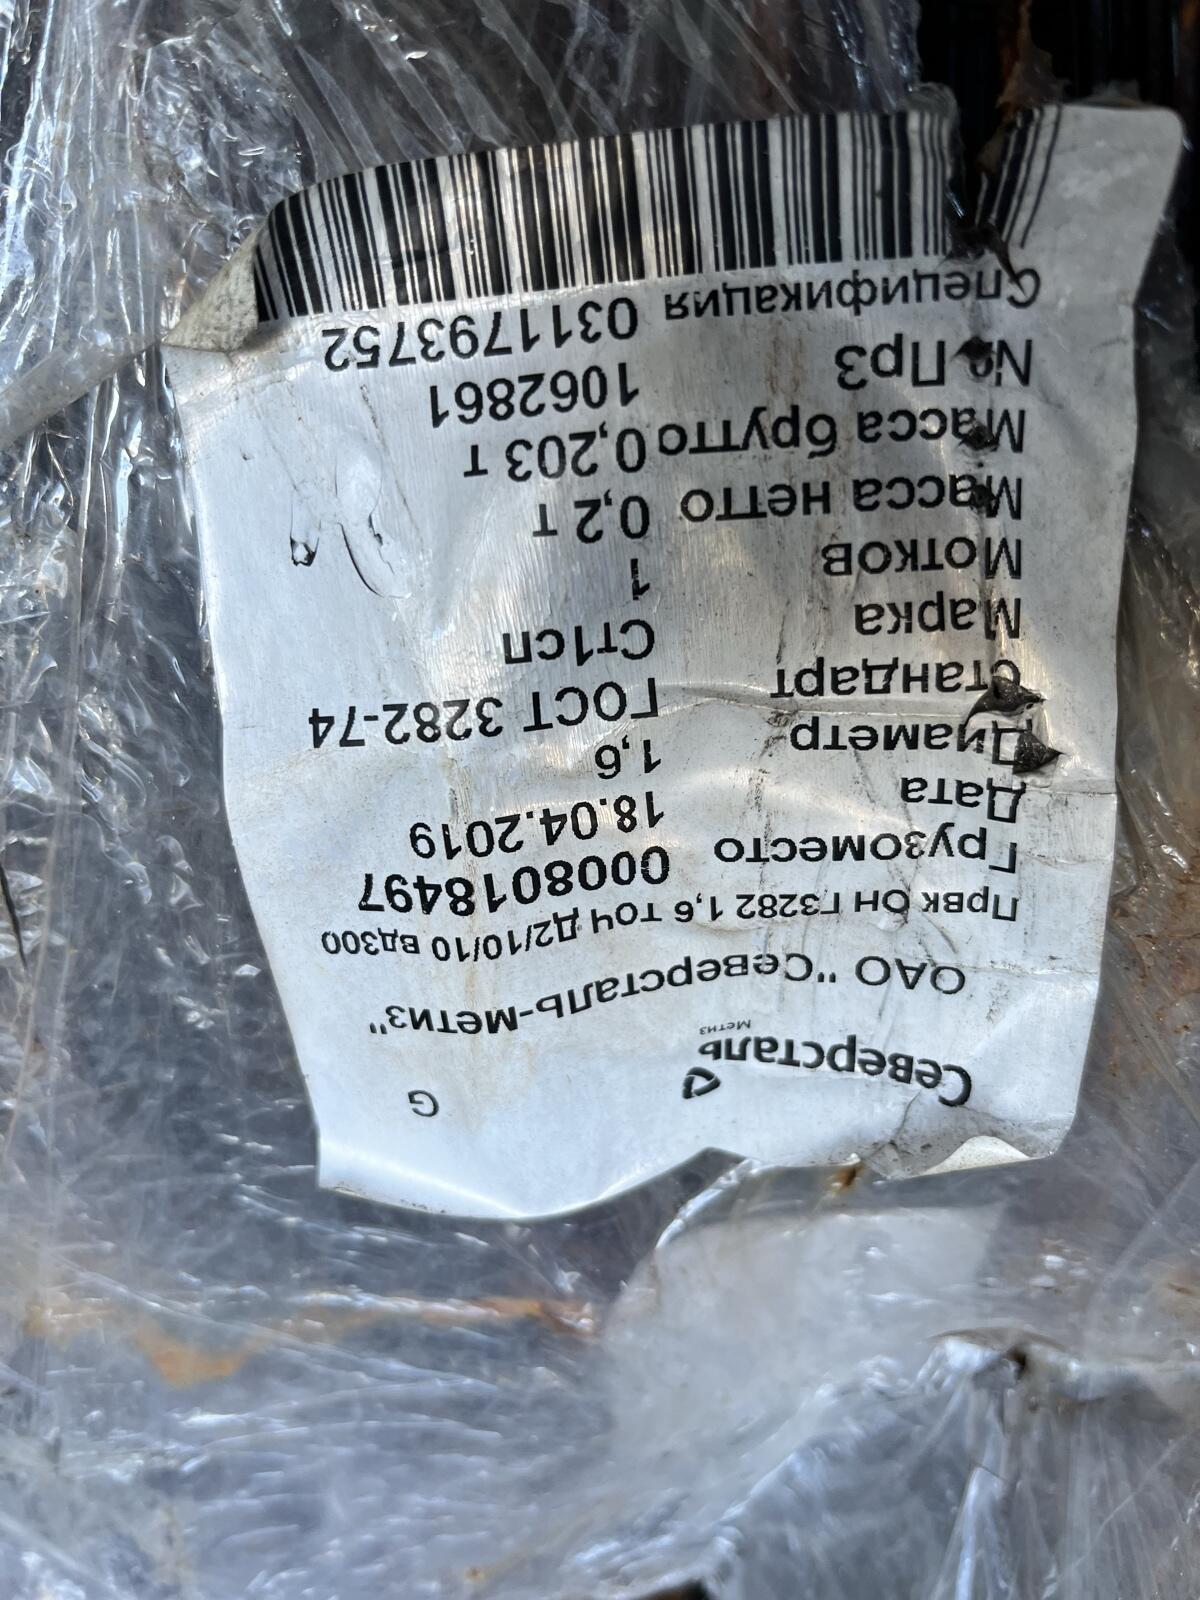 G
Северсталь
Метиз
ОАО "Северсталь-метиз"
Првк ОН Г3282 1,6 ТОЧ Д2/10/10 вд300
Грузоместо 0008018497
Дата 18.04.2019
Диаметр 1,6
Стандарт ГОСТ 3282-74
Марка Ст1сп
Мотков 1
Масса нетто 0,2 т
Масса брутто 0,203 т
№ Пр3 1062861
Спецификация 0311793752